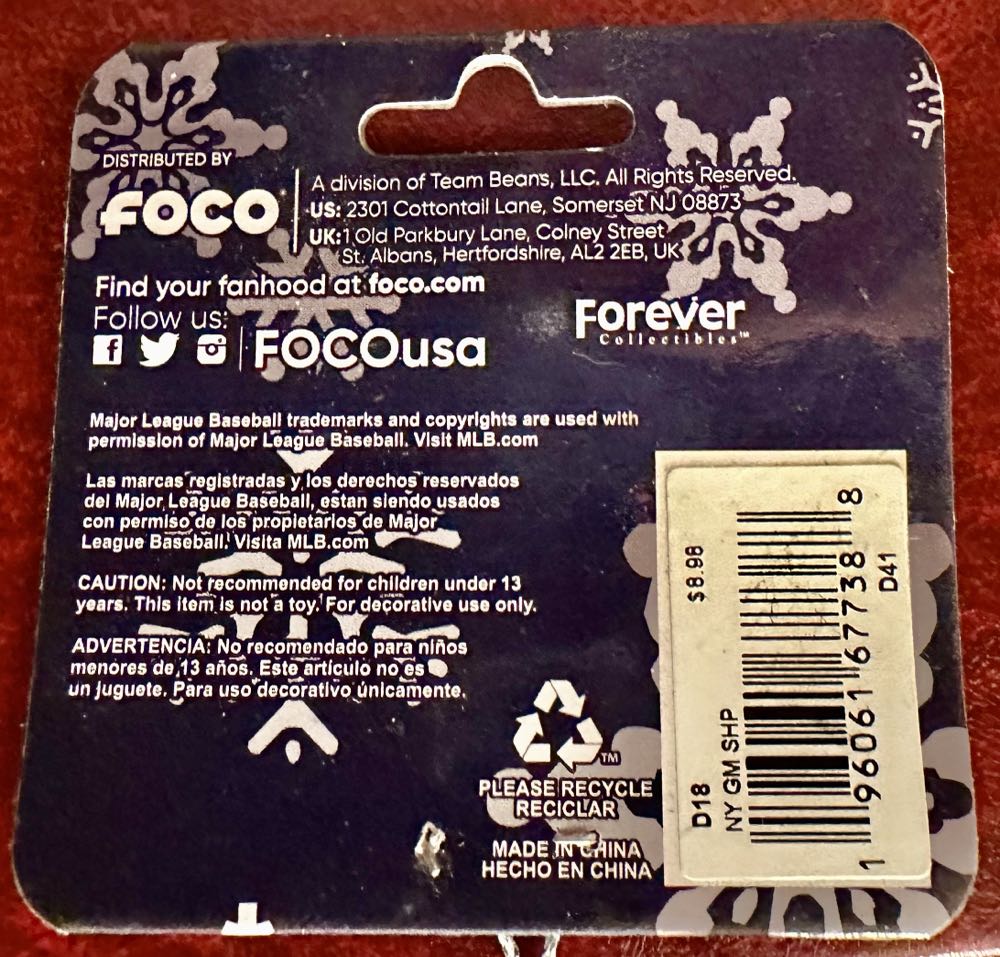 DISTRIBUTED BY
FOCO
A division of Team Beans, LLC. All Rights Reserved.
US: 2301 Cottontail Lane, Somerset NJ 08873
UK: 1 Old Parkbury Lane, Colney Street
St. Albans, Hertfordshire, AL2 2EB, UK
Find your fanhood at foco.com
Follow us:
f FOCOusa
Forever
Collectibles™
Major League Baseball trademarks and copyrights are used with
permission of Major League Baseball. Visit MLB.com
Las marcas registradas y los derechos reservados
del Major League Baseball, estan siendo usados
con permiso de los propietarios de Major
League Baseball. Visita MLB.com
CAUTION: Not recommended for children under 13
years. This item is not a toy. For decorative use only.
ADVERTENCIA: No recomendado para niños
menores de 13 años. Este artículo no es
un juguete. Para uso decorativo únicamente.
TM
PLEASE RECYCLE
RECICLAR
MADE IN CHINA
HECHO EN CHINA
$8.98
D18
NY GM SHP
1 96061 67738 8
D41